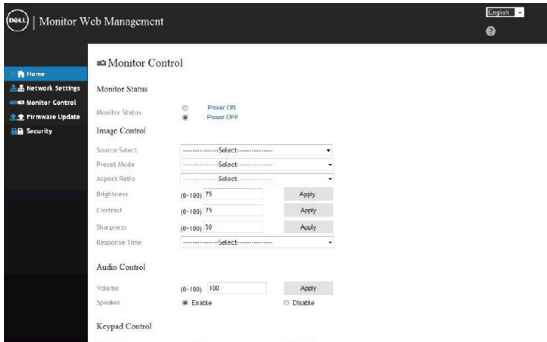 DELL | Monitor Web Management
English
Home
Network Settings
Monitor Control
Firmware Update
Security
Monitor Control
Monitor Status
Monitor Status Power ON
Power OFF
Image Control
Source Select ---------------Select---------------
Preset Mode ---------------Select---------------
Aspect Ratio ---------------Select---------------
Brightness (0~100) 75 Apply
Contrast (0~100) 75 Apply
Sharpness (0~100) 50 Apply
Response Time ---------------Select---------------
Audio Control
Volume (0~100) 100 Apply
Speaker Enable Disable
Keypad Control